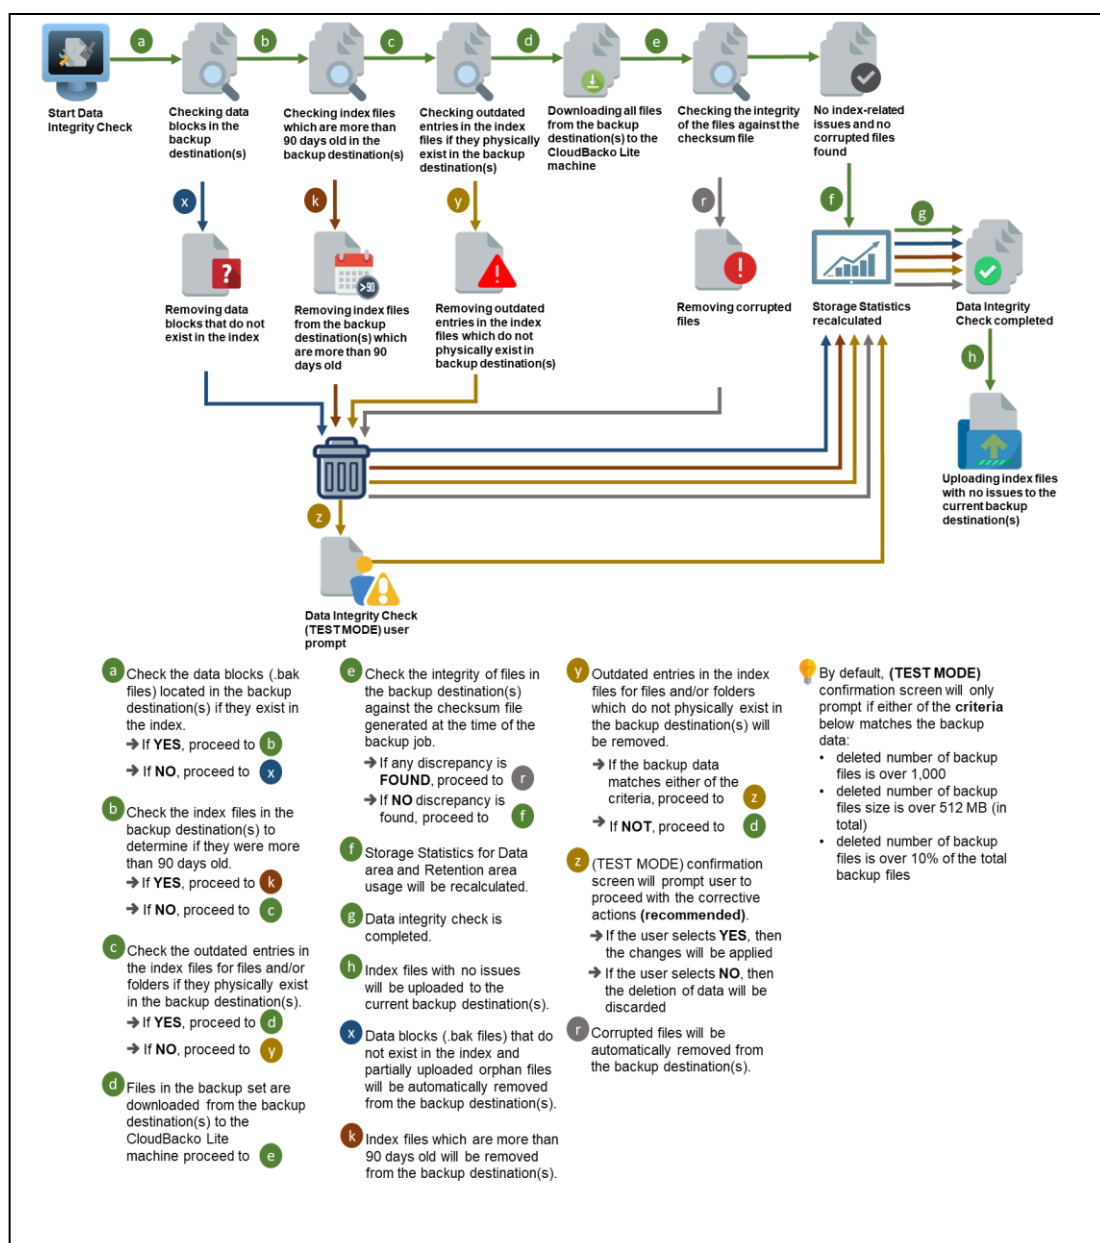 a
b
c
d
e
Start Data
Integrity Check
Checking data
blocks in the
backup
destination(s)
Checking index files
which are more than
90 days old in the
backup destination(s)
Checking outdated
entries in the index
files if they physically
exist in the backup
destination(s)
Downloading all files
from the backup
destination(s) to the
CloudBacko Lite
machine
Checking the integrity
of the files against the
checksum file
No index-related
issues and no
corrupted files
found
x
k
y
r
f
g
?
>90
!
!
Removing data
blocks that do not
exist in the index
Removing index files
from the backup
destination(s) which
are more than 90
days old
Removing outdated
entries in the index
files which do not
physically exist in
backup destination(s)
Removing corrupted
files
Storage Statistics
recalculated
Data Integrity
Check completed
h
Uploading index files
with no issues to the
current backup
destination(s)
z
!
Data Integrity Check
(TEST MODE) user
prompt
a Check the data blocks (.bak
files) located in the backup
destination(s) if they exist in
the index.
➔ If YES, proceed to b
➔ If NO, proceed to x
b Check the index files in the
backup destination(s) to
determine if they were more
than 90 days old.
➔ If YES, proceed to k
➔ If NO, proceed to c
c Check the outdated entries in
the index files for files and/or
folders if they physically exist
in the backup destination(s).
➔ If YES, proceed to d
➔ If NO, proceed to y
d Files in the backup set are
downloaded from the backup
destination(s) to the
CloudBacko Lite
machine proceed to e
e Check the integrity of files in
the backup destination(s)
against the checksum file
generated at the time of the
backup job.
➔ If any discrepancy is
FOUND, proceed to r
➔ If NO discrepancy is
found, proceed to f
f Storage Statistics for Data
area and Retention area
usage will be recalculated.
g Data integrity check is
completed.
h Index files with no issues
will be uploaded to the
current backup destination(s).
x Data blocks (.bak files) that do
not exist in the index and
partially uploaded orphan files
will be automatically removed
from the backup destination(s).
k Index files which are more than
90 days old will be removed
from the backup destination(s).
y Outdated entries in the index
files for files and/or folders
which do not physically exist in
the backup destination(s) will
be removed.
➔ If the backup data
matches either of the
criteria, proceed to z
➔ If NOT, proceed to d
z (TEST MODE) confirmation
screen will prompt user to
proceed with the corrective
actions (recommended).
➔ If the user selects YES, then
the changes will be applied
➔ If the user selects NO, then
the deletion of data will be
discarded
r Corrupted files will be
automatically removed from
the backup destination(s).
By default, (TEST MODE)
confirmation screen will only
prompt if either of the criteria
below matches the backup
data:
• deleted number of backup
files is over 1,000
• deleted number of backup
files size is over 512 MB (in
total)
• deleted number of backup
files is over 10% of the total
backup files